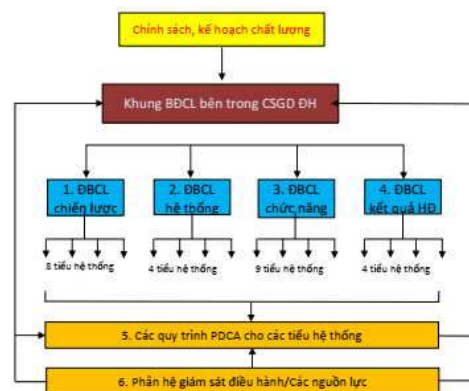 Chính sách, kế hoạch chất lượng
Khung BĐCL bên trong CSGD ĐH
1. ĐBCL
chiến lược
2. ĐBCL
hệ thống
3. ĐBCL
chức năng
4. ĐBCL
kết quả HĐ
8 tiểu hệ thống
4 tiểu hệ thống
9 tiểu hệ thống
4 tiểu hệ thống
5. Các quy trình PDCA cho các tiểu hệ thống
6. Phân hệ giám sát điều hành/Các nguồn lực